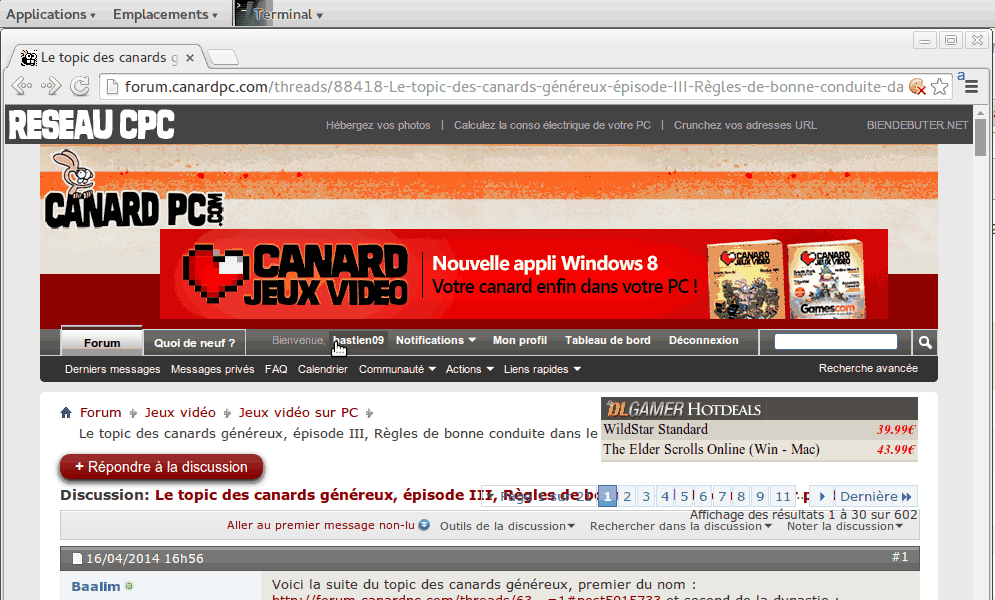 Applications Emplacements Terminal
Le topic des canards g
forum.canardpc.com/threads/88418-Le-topic-des-canards-généreux-épisode-III-Règles-de-bonne-conduite-da
a
RESEAU CPC Hébergez vos photos | Calculez la conso électrique de votre PC | Crunchez vos adresses URL BIENDEBUTER.NET
CANARD PC.COM
CANARD JEUX VIDEO
Nouvelle appli Windows 8
Votre canard enfin dans votre PC !
CANARD JEUX VIDEO
CANARD JEUX VIDEO
Gamescom
Forum Quoi de neuf ? Bienvenue, bastien09 Notifications Mon profil Tableau de bord Déconnexion
Derniers messages Messages privés FAQ Calendrier Communauté Actions Liens rapides Recherche avancée
Forum Jeux vidéo Jeux vidéo sur PC
Le topic des canards généreux, épisode III, Règles de bonne conduite dans le
DLGAMER HOTDEALS
WildStar Standard 39.99€
The Elder Scrolls Online (Win - Mac) 43.99€
+ Répondre à la discussion
Discussion: Le topic des canards généreux, épisode III, Règles de
Page 1 sur 1 2 3 4 5 6 7 8 9 11 ... Dernière
Affichage des résultats 1 à 30 sur 602
Aller au premier message non-lu Outils de la discussion Rechercher dans la discussion Noter la discussion
16/04/2014 16h56 #1
Baalim
Voici la suite du topic des canards généreux, premier du nom :
http://forum.canardpc.com/threads/63...=1#post5915733 et second de la dynastie :